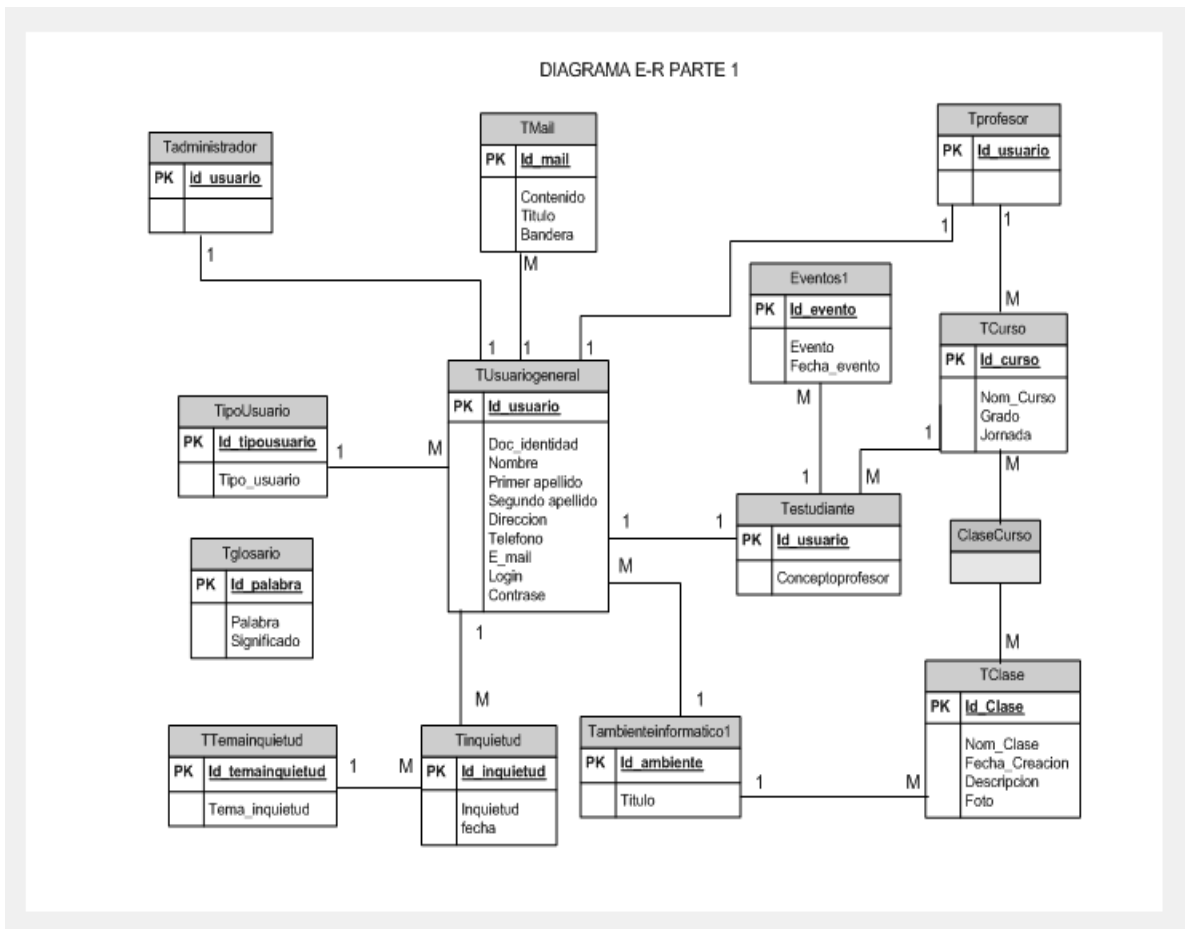 DIAGRAMA E-R PARTE 1
Tadministrador
PK id_usuario
1
TMail
PK Id_mail
Contenido
Titulo
Bandera
M
Tprofesor
PK Id_usuario
1
1
Eventos1
PK Id_evento
Evento
Fecha_evento
M
M
TCurso
PK Id_curso
Nom_Curso
Grado
Jornada
1
M
M
1
1
1
TUsuariogeneral
PK Id_usuario
Doc_identidad
Nombre
Primer apellido
Segundo apellido
Direccion
Telefono
E_mail
Login
Contrase
TipoUsuario
PK Id_tipousuario
Tipo_usuario
1
M
1
Testudiante
PK Id_usuario
Conceptoprofesor
1
1
M
ClaseCurso
M
Tglosario
PK Id_palabra
Palabra
Significado
1
M
TClase
PK Id_Clase
Nom_Clase
Fecha_Creacion
Descripcion
Foto
1
Tambienteinformatico1
PK Id_ambiente
Titulo
1
M
TTemainquietud
PK Id_temainquietud
Tema_inquietud
1
M
Tinquietud
PK Id_inquietud
Inquietud
fecha